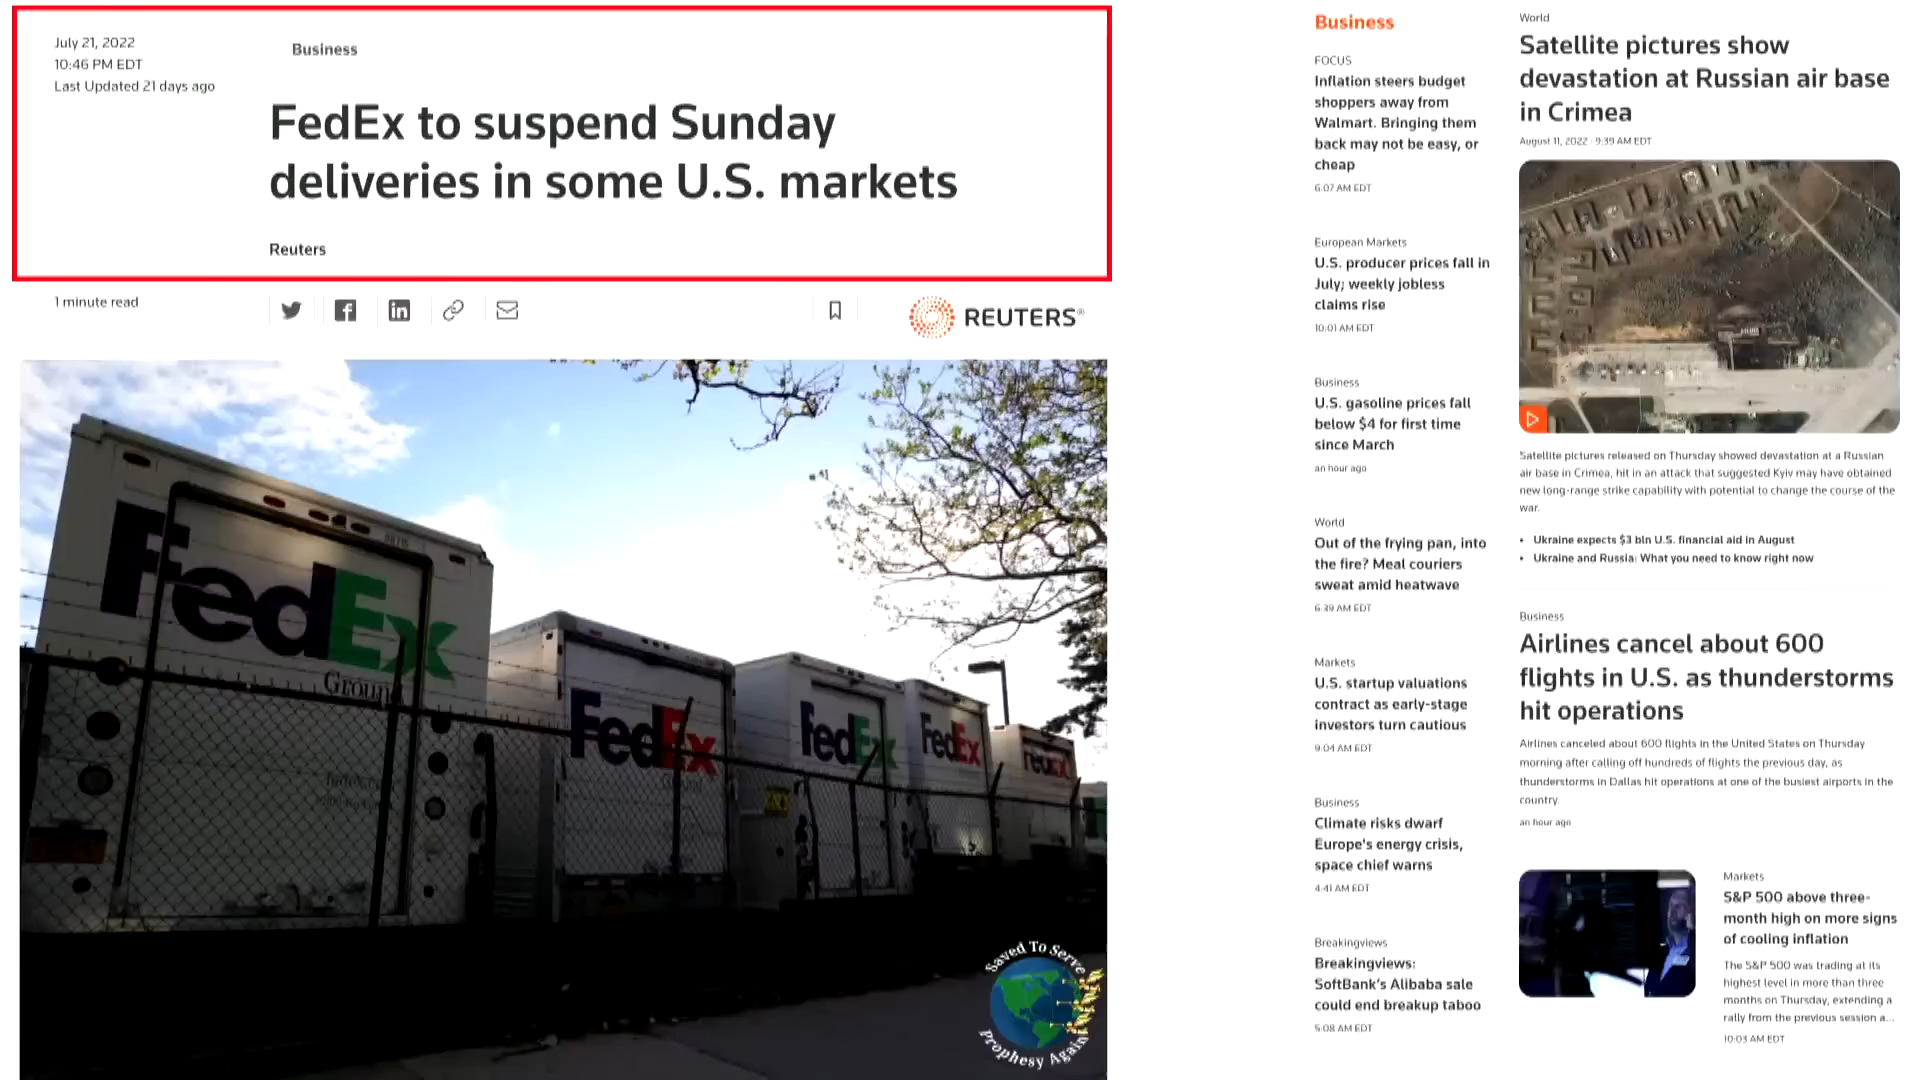 July 21, 2022
10:46 PM EDT
Last Updated 21 days ago
Business
FedEx to suspend Sunday
deliveries in some U.S. markets
Reuters
1 minute read
REUTERS®
FedEx
Ground
FedEx
Ground
FedEx
FedEx
FedEx
Saved To Serve
Prophesy Again
Business
FOCUS
Inflation steers budget
shoppers away from
Walmart. Bringing them
back may not be easy, or
cheap
6:07 AM EDT
European Markets
U.S. producer prices fall in
July; weekly jobless
claims rise
10:01 AM EDT
Business
U.S. gasoline prices fall
below $4 for first time
since March
an hour ago
World
Out of the frying pan, into
the fire? Meal couriers
sweat amid heatwave
6:39 AM EDT
Markets
U.S. startup valuations
contract as early-stage
investors turn cautious
9:04 AM EDT
Business
Climate risks dwarf
Europe's energy crisis,
space chief warns
4:41 AM EDT
Breakingviews
Breakingviews:
SoftBank's Alibaba sale
could end breakup taboo
5:08 AM EDT
World
Satellite pictures show
devastation at Russian air base
in Crimea
August 11, 2022 · 9:39 AM EDT
Satellite pictures released on Thursday showed devastation at a Russian
air base in Crimea, hit in an attack that suggested Kyiv may have obtained
new long-range strike capability with potential to change the course of the
war.
• Ukraine expects $3 bln U.S. financial aid in August
• Ukraine and Russia: What you need to know right now
Business
Airlines cancel about 600
flights in U.S. as thunderstorms
hit operations
Airlines canceled about 600 flights in the United States on Thursday
morning after calling off hundreds of flights the previous day, as
thunderstorms in Dallas hit operations at one of the busiest airports in the
country.
an hour ago
Markets
S&P 500 above three-
month high on more signs
of cooling inflation
The S&P 500 was trading at its
highest level in more than three
months on Thursday, extending a
rally from the previous session a...
10:03 AM EDT